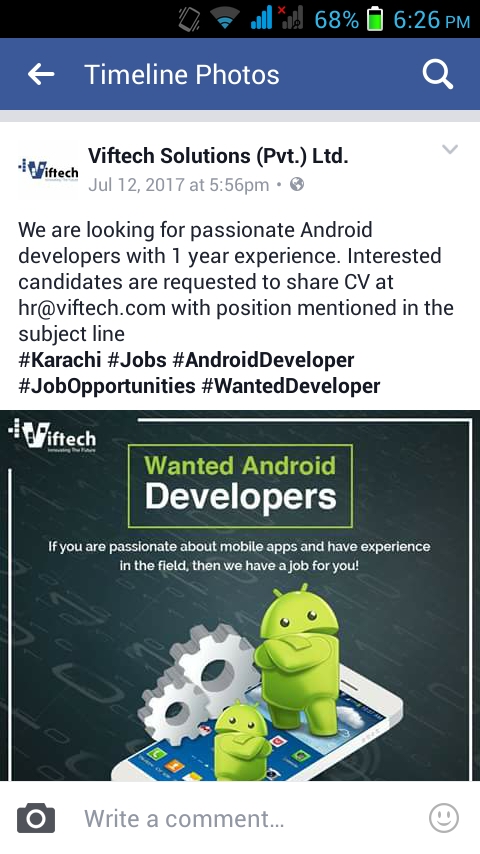 68% 6:26 PM
Timeline Photos
Viftech
Viftech Solutions (Pvt.) Ltd.
Jul 12, 2017 at 5:56pm •
We are looking for passionate Android
developers with 1 year experience. Interested
candidates are requested to share CV at
hr@viftech.com with position mentioned in the
subject line
#Karachi #Jobs #AndroidDeveloper
#JobOpportunities #WantedDeveloper
Viftech
Innovating The Future
Wanted Android
Developers
If you are passionate about mobile apps and have experience
in the field, then we have a job for you!
Write a comment...